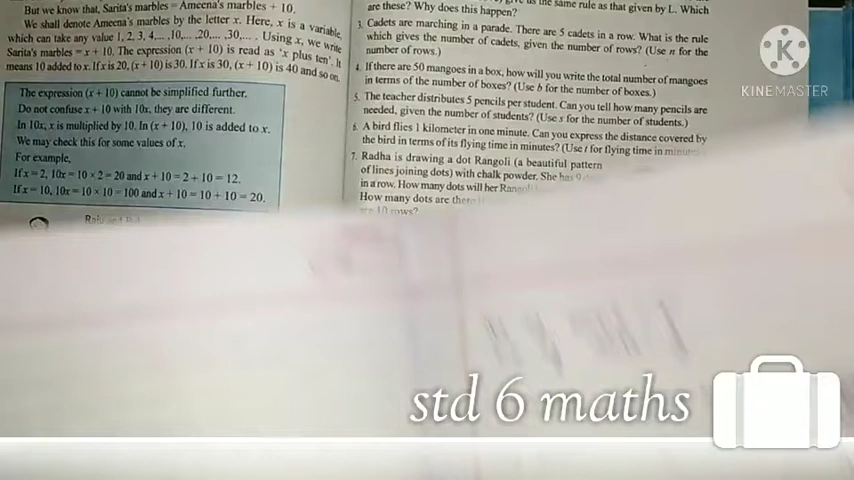 But we know that, Sarita's marbles = Ameena's marbles + 10.
We shall denote Ameena's marbles by the letter x. Here, x is a variable,
which can take any value 1, 2, 3, 4,... ,10,... ,20,... ,30,... . Using x, we write
Sarita's marbles = x + 10. The expression (x + 10) is read as 'x plus ten'. It
means 10 added to x. If x is 20, (x + 10) is 30. If x is 30, (x + 10) is 40 and so on.
The expression (x + 10) cannot be simplified further.
Do not confuse x + 10 with 10x, they are different.
In 10x, x is multiplied by 10. In (x + 10), 10 is added to x.
We may check this for some values of x.
For example,
If x = 2, 10x = 10 × 2 = 20 and x + 10 = 2 + 10 = 12.
If x = 10, 10x = 10 × 10 = 100 and x + 10 = 10 + 10 = 20.
us the same rule as that given by L. Which
are these? Why does this happen?
3. Cadets are marching in a parade. There are 5 cadets in a row. What is the rule
which gives the number of cadets, given the number of rows? (Use n for the
number of rows.)
4. If there are 50 mangoes in a box, how will you write the total number of mangoes
in terms of the number of boxes? (Use b for the number of boxes.)
5. The teacher distributes 5 pencils per student. Can you tell how many pencils are
needed, given the number of students? (Use s for the number of students.)
6. A bird flies 1 kilometer in one minute. Can you express the distance covered by
the bird in terms of its flying time in minutes? (Use t for flying time in minutes
7. Radha is drawing a dot Rangoli (a beautiful pattern
of lines joining dots) with chalk powder. She has
in a row. How many dots will her Rangoli
How many dots are there
are 10 rows?
KINEMASTER
std 6 maths